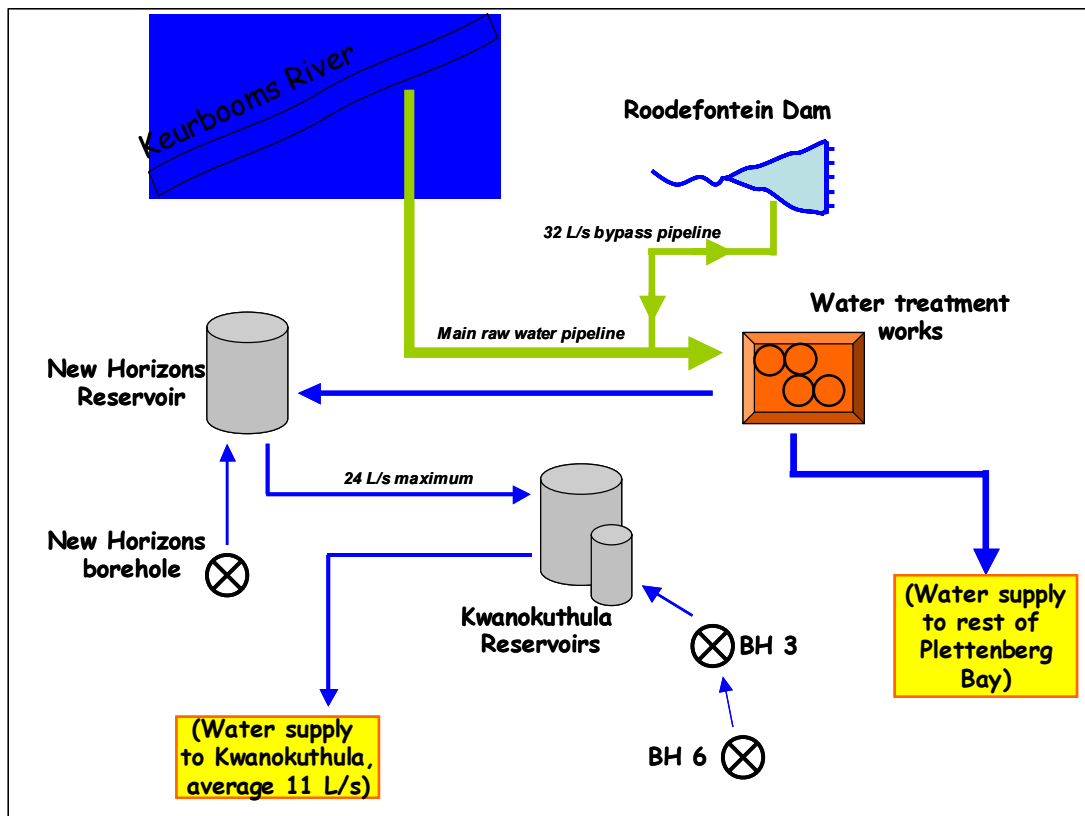 Keurbooms River
Roodefontein Dam
32 L/s bypass pipeline
Water treatment
works
Main raw water pipeline
New Horizons
Reservoir
24 L/s maximum
New Horizons
borehole
Kwanokuthula
Reservoirs
BH 3
(Water supply
to rest of
Plettenberg
Bay)
(Water supply
to Kwanokuthula,
average 11 L/s)
BH 6